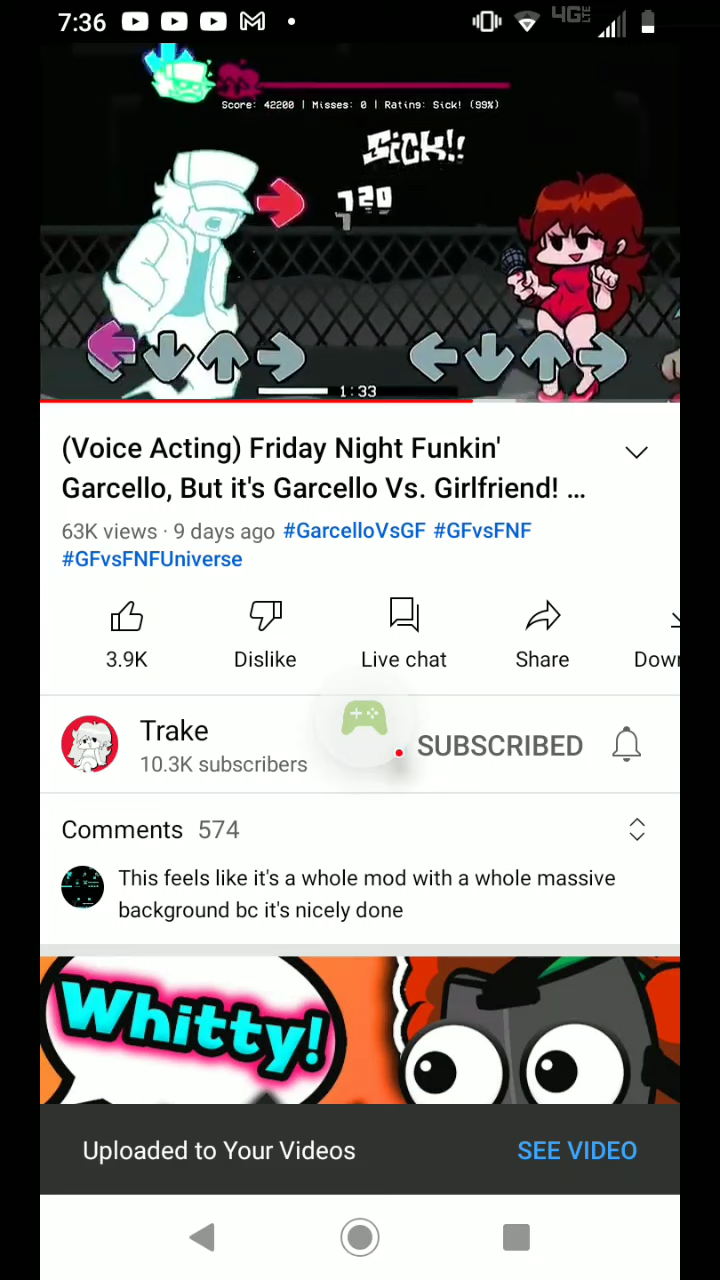 7:36
4G LTE
Score: 42200 | Misses: 0 | Rating: Sick! (99%)
SiCK!!
720
1:33
(Voice Acting) Friday Night Funkin'
Garcello, But it's Garcello Vs. Girlfriend! ...
63K views · 9 days ago #GarcelloVsGF #GFvsFNF
#GFvsFNFUniverse
3.9K Dislike Live chat Share Down
Trake
10.3K subscribers
SUBSCRIBED
Comments 574
This feels like it's a whole mod with a whole massive
background bc it's nicely done
Whitty!
Uploaded to Your Videos SEE VIDEO